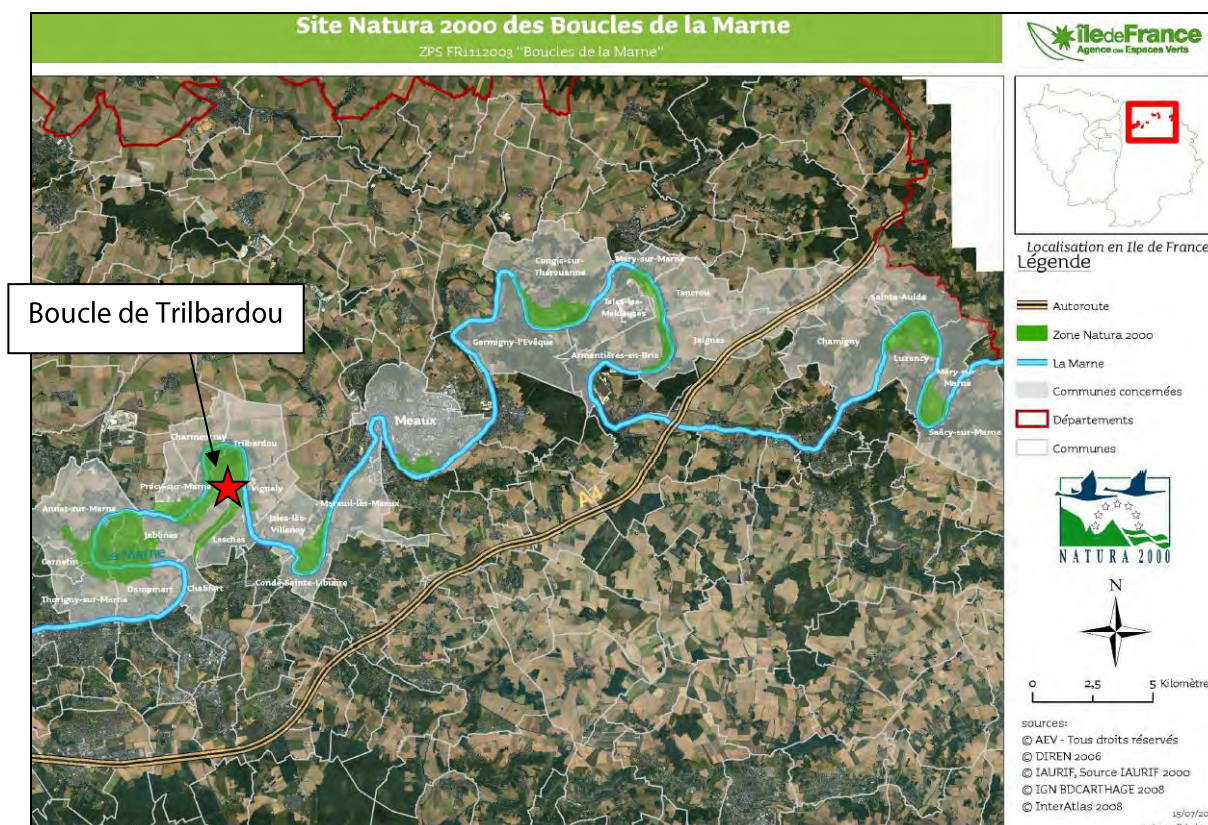 Site Natura 2000 des Boucles de la Marne
ZPS FR1112003 "Boucles de la Marne"
îledeFrance
Agence des Espaces Verts
Localisation en Ile de France
Légende
Autoroute
Zone Natura 2000
La Marne
Communes concernées
Départements
Communes
NATURA 2000
N
0 2,5 5 Kilomètre
sources:
© AEV - Tous droits réservés
© DIREN 2006
© IAURIF, Source IAURIF 2000
© IGN BDCARTHAGE 2008
© InterAtlas 2008
15/07/20
Boucle de Trilbardou
Congis-sur-Thérouanne
Mary-sur-Marne
Isles-les-Meldeuses
Tancrou
Germigny-l'Evêque
Armentières-en-Brie
Jaignes
Sainte-Aulde
Chamigny
Luzancy
Méry-sur-Marne
Saâcy-sur-Marne
Meaux
Charmentray
Trilbardou
Précy-sur-Marne
Vignely
Mareuil-lès-Meaux
Isles-lès-Villenoy
Annet-sur-Marne
Jablines
Lesches
La Marne
Carnetin
Dampmart
Chalifert
Condé-Sainte-Libiaire
Thorigny-sur-Marne
A4